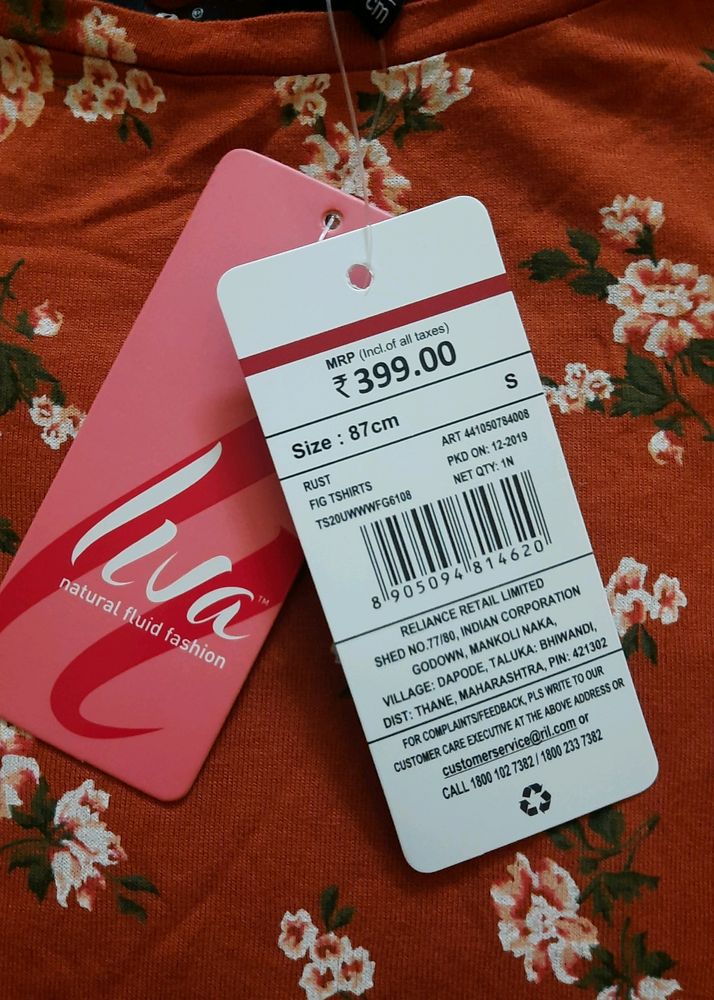 cm
MRP (Incl.of all taxes)
₹ 399.00
S
Size : 87cm
ART 441050784008
RUST
PKD ON: 12-2019
FIG TSHIRTS
NET QTY: 1N
TS20UWWWFG6108
8 905094 814620
RELIANCE RETAIL LIMITED
SHED NO.77/80, INDIAN CORPORATION
GODOWN, MANKOLI NAKA,
VILLAGE: DAPODE, TALUKA: BHIWANDI,
DIST: THANE, MAHARASHTRA, PIN: 421302
FOR COMPLAINTS/FEEDBACK, PLS WRITE TO OUR
CUSTOMER CARE EXECUTIVE AT THE ABOVE ADDRESS OR
customerservice@ril.com or
CALL 1800 102 7382 / 1800 233 7382
Liva™
natural fluid fashion